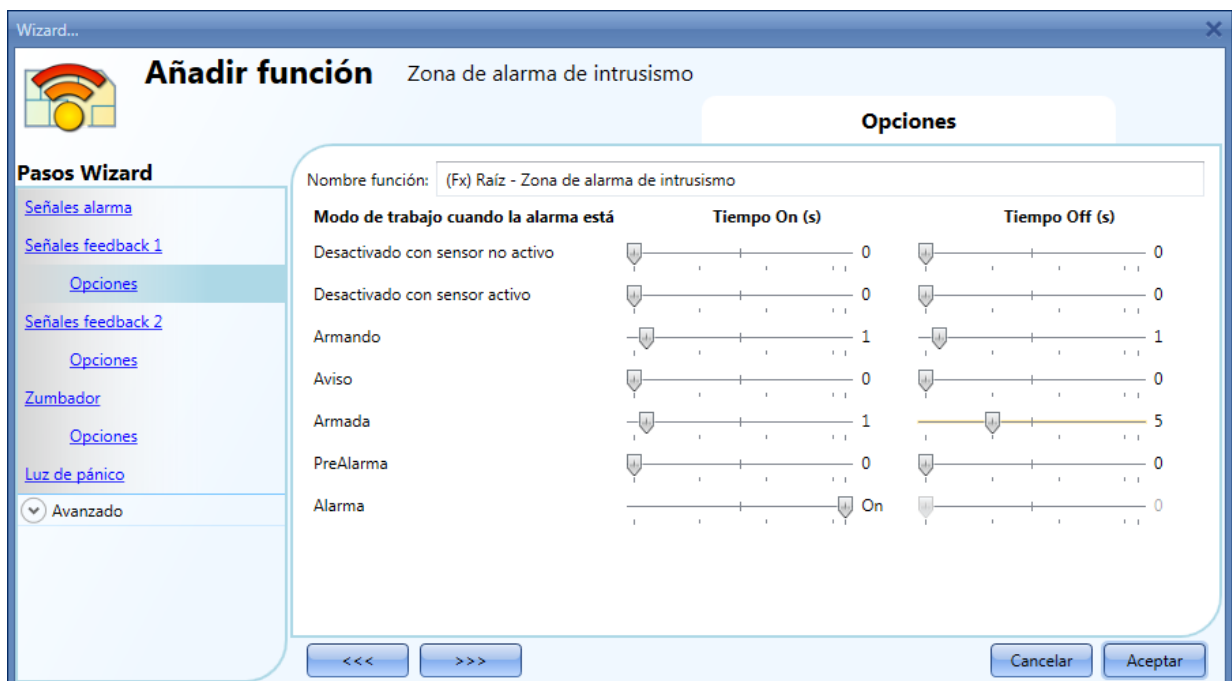 Wizard...
Añadir función Zona de alarma de intrusismo
Opciones
Pasos Wizard
Señales alarma
Señales feedback 1
Opciones
Señales feedback 2
Opciones
Zumbador
Opciones
Luz de pánico
Avanzado
Nombre función: (Fx) Raíz - Zona de alarma de intrusismo
Modo de trabajo cuando la alarma está Tiempo On (s) Tiempo Off (s)
Desactivado con sensor no activo 0 0
Desactivado con sensor activo 0 0
Armando 1 1
Aviso 0 0
Armada 1 5
PreAlarma 0 0
Alarma On 0
<<< >>> Cancelar Aceptar